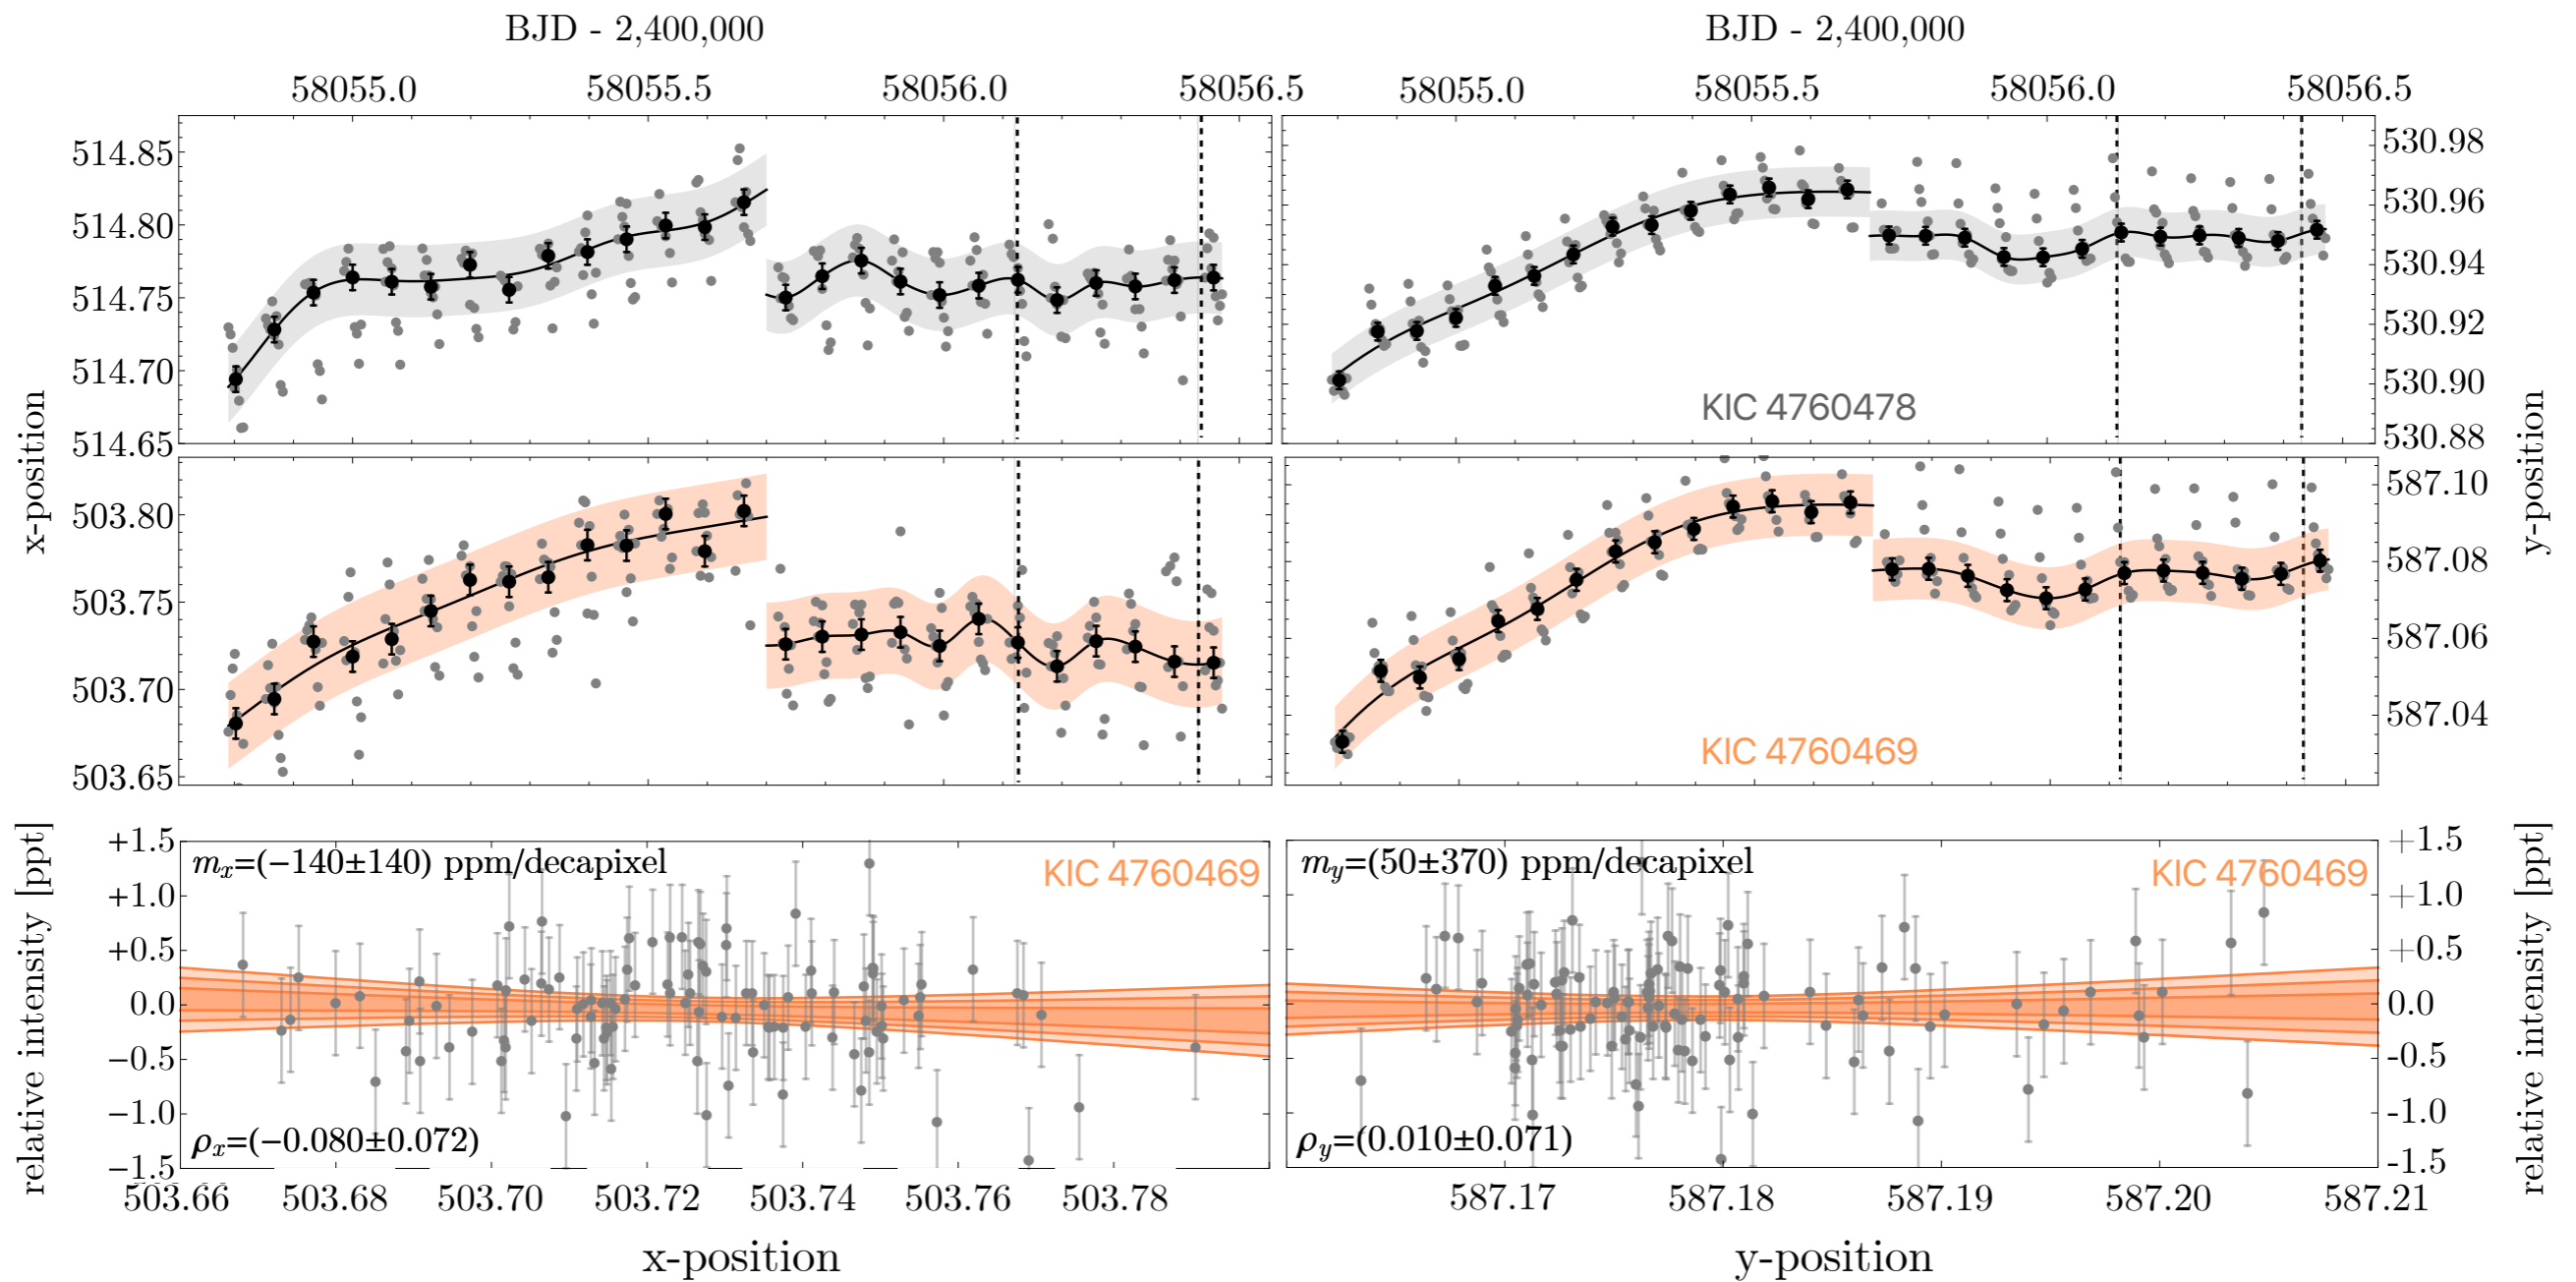 BJD - 2,400,000 BJD - 2,400,000
58055.0 58055.5 58056.0 58056.5 58055.0 58055.5 58056.0 58056.5
514.85
514.80
514.75
514.70
514.65
530.98
530.96
530.94
530.92
530.90
530.88
KIC 4760478
x-position
y-position
503.80
503.75
503.70
503.65
587.10
587.08
587.06
587.04
KIC 4760469
relative intensity [ppt]
+1.5
+1.0
+0.5
0.0
−0.5
−1.0
−1.5
mx=(−140±140) ppm/decapixel
KIC 4760469
ρx=(−0.080±0.072)
my=(50±370) ppm/decapixel
KIC 4760469
ρy=(0.010±0.071)
+1.5
+1.0
+0.5
0.0
-0.5
-1.0
-1.5
relative intensity [ppt]
503.66 503.68 503.70 503.72 503.74 503.76 503.78
587.17 587.18 587.19 587.20 587.21
x-position
y-position